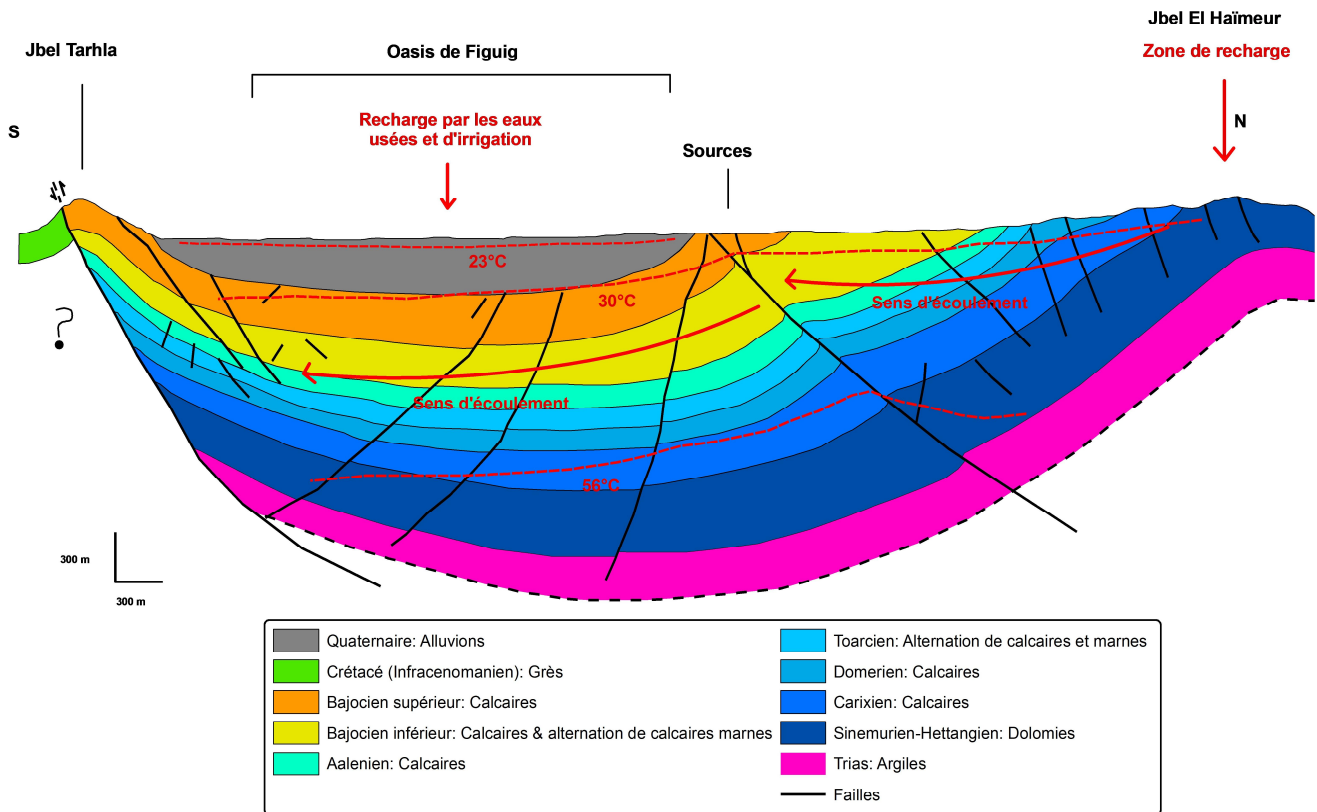 Jbel El Haïmeur
Jbel Tarhla
Oasis de Figuig
Zone de recharge
Recharge par les eaux
usées et d'irrigation
S
N
Sources
23°C
30°C
Sens d'écoulement
?
Sens d'écoulement
56°C
300 m
300 m
Quaternaire: Alluvions
Crétacé (Infracenomanien): Grès
Bajocien supérieur: Calcaires
Bajocien inférieur: Calcaires & alternation de calcaires marnes
Aalenien: Calcaires
Toarcien: Alternation de calcaires et marnes
Domerien: Calcaires
Carixien: Calcaires
Sinemurien-Hettangien: Dolomies
Trias: Argiles
Failles